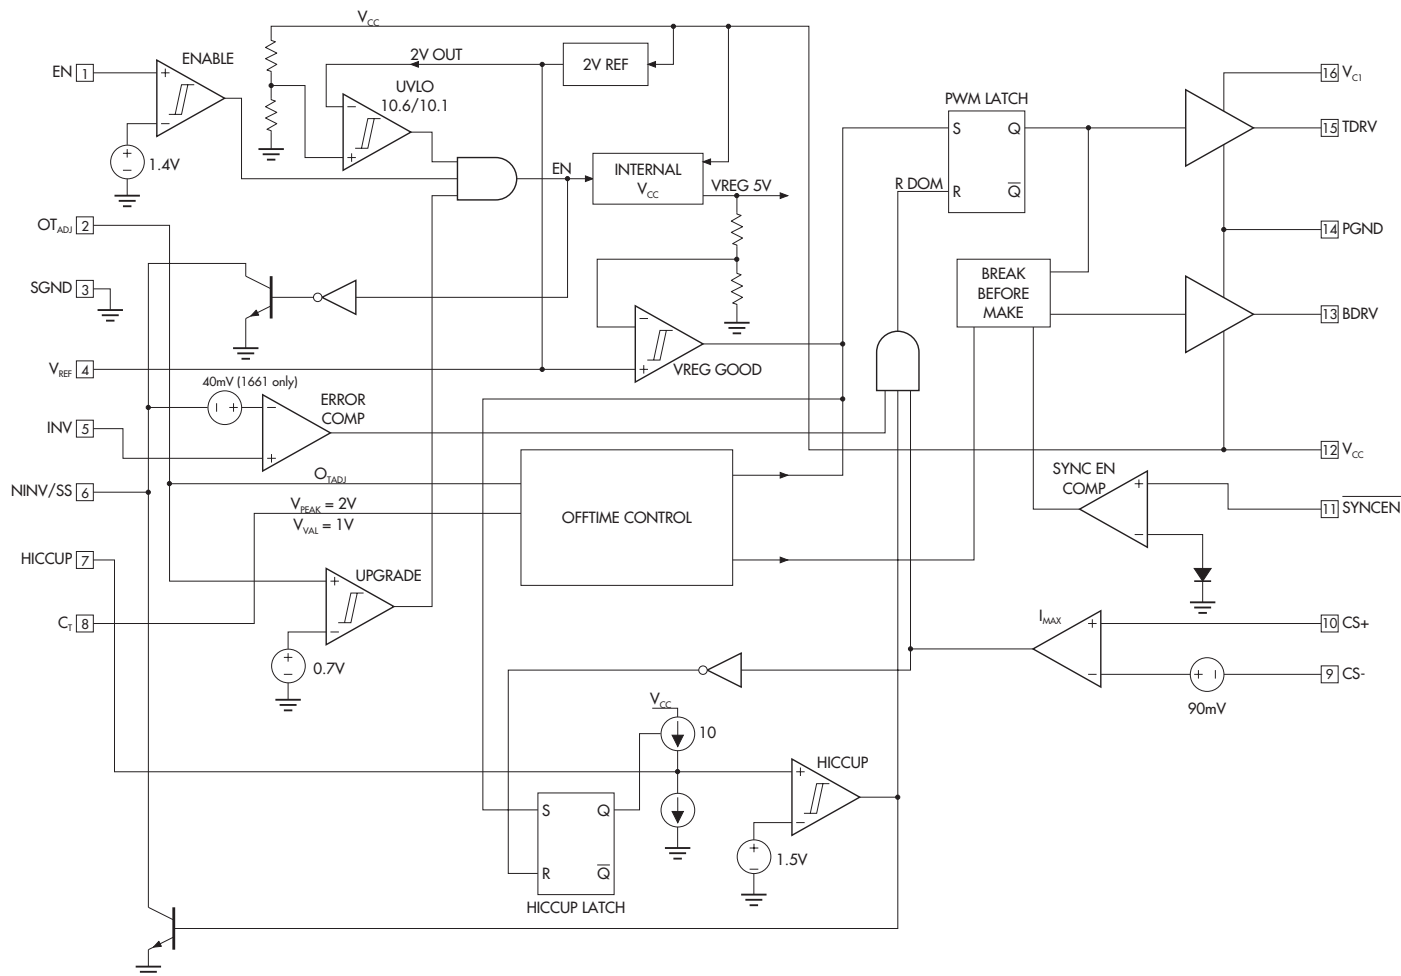 V_CC
2V OUT
2V REF
ENABLE
EN 1
+
−
1.4V
UVLO
10.6/10.1
−
+
EN
INTERNAL
V_CC
VREG 5V
PWM LATCH
S Q
R DOM
R Q̅
16 V_C1
15 TDRV
14 PGND
13 BDRV
BREAK
BEFORE
MAKE
OT_ADJ 2
SGND 3
V_REF 4
−
+
VREG GOOD
40mV (1661 only)
− +
ERROR
COMP
−
+
INV 5
NINV/SS 6
O_TADJ
V_PEAK = 2V
V_VAL = 1V
OFFTIME CONTROL
12 V_CC
SYNC EN
COMP
+
−
11 S̅Y̅N̅C̅E̅N̅
HICCUP 7
UPGRADE
+
−
C_T 8
+
−
0.7V
I_MAX
+
−
10 CS+
9 CS-
+ −
90mV
V_CC
10
HICCUP
+
−
S Q
R Q̅
+
−
1.5V
HICCUP LATCH